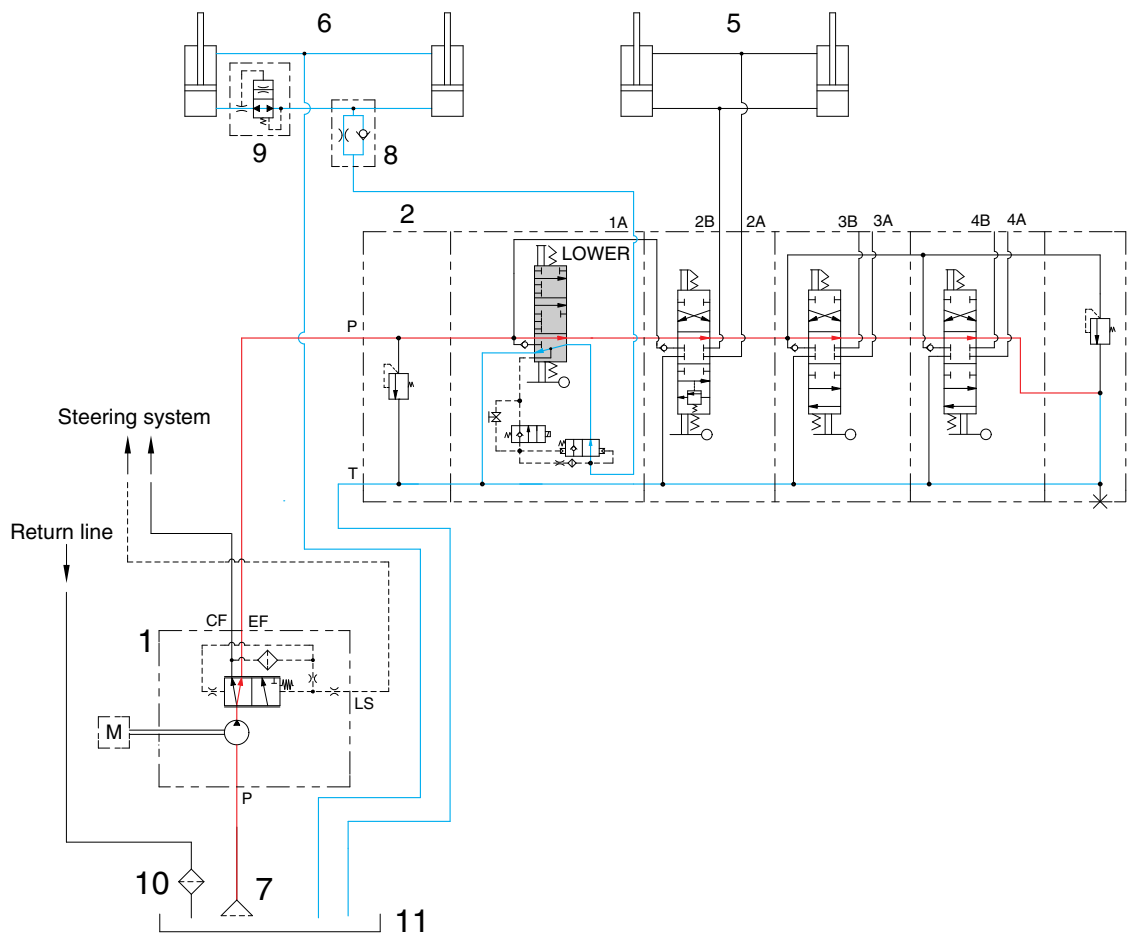 6
5
9
8
2
1A
2B
2A
3B
3A
4B
4A
LOWER
P
Steering system
T
Return line
CF
EF
1
LS
M
P
10
7
11